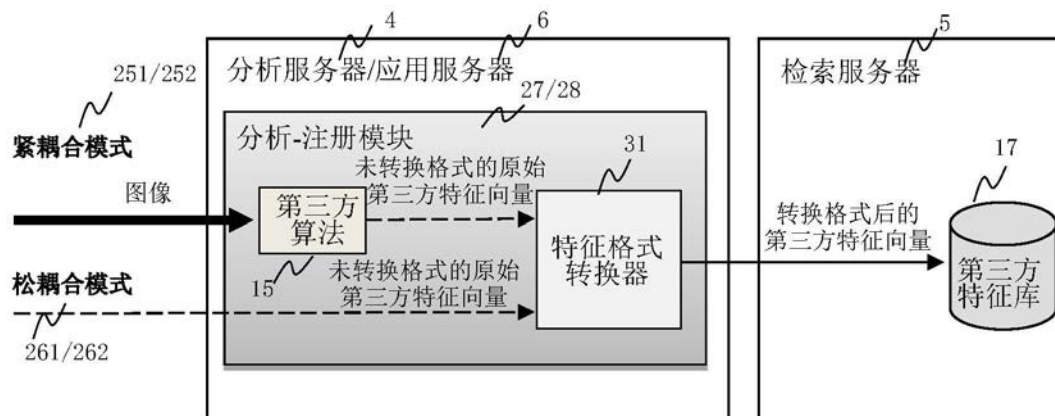 4
6
5
251/252
分析服务器/应用服务器
检索服务器
27/28
紧耦合模式
分析-注册模块
31
17
图像
未转换格式的原始
第三方特征向量
第三方
算法
转换格式后的
第三方特征向量
特征格式
转换器
第三方
特征库
15
未转换格式的原始
第三方特征向量
松耦合模式
261/262